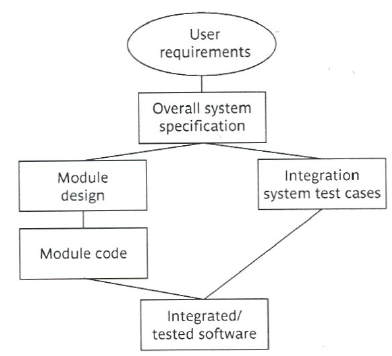 User
requirements
Overall system
specification
Module
design
Integration
system test cases
Module code
Integrated/
tested software